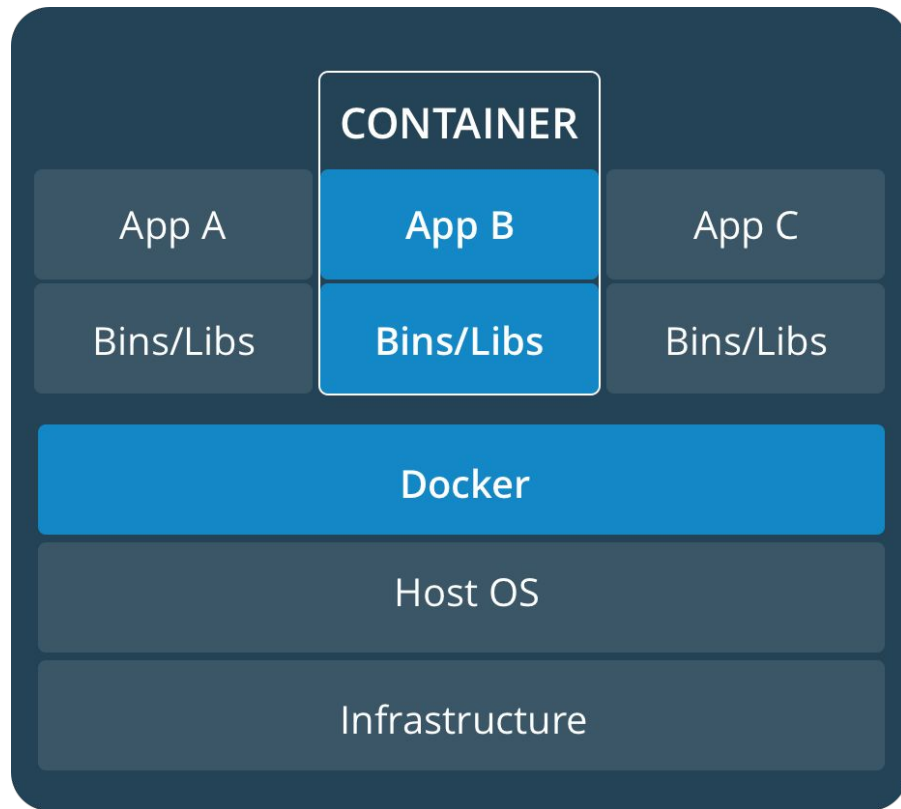 CONTAINER
App A
App B
App C
Bins/Libs
Bins/Libs
Bins/Libs
Docker
Host OS
Infrastructure